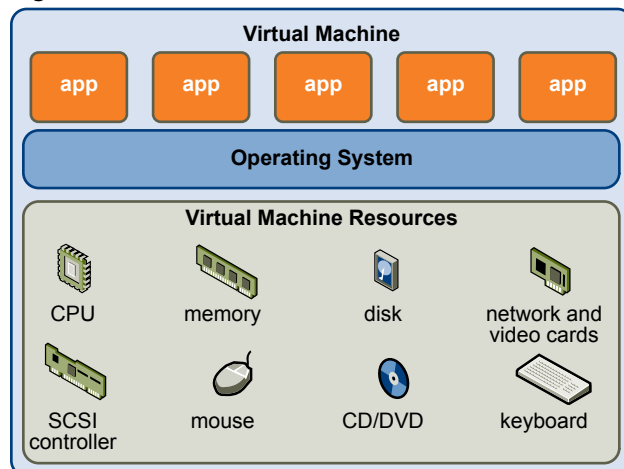 Virtual Machine
app app app app app
Operating System
Virtual Machine Resources
CPU memory disk network and
video cards
SCSI mouse CD/DVD keyboard
controller